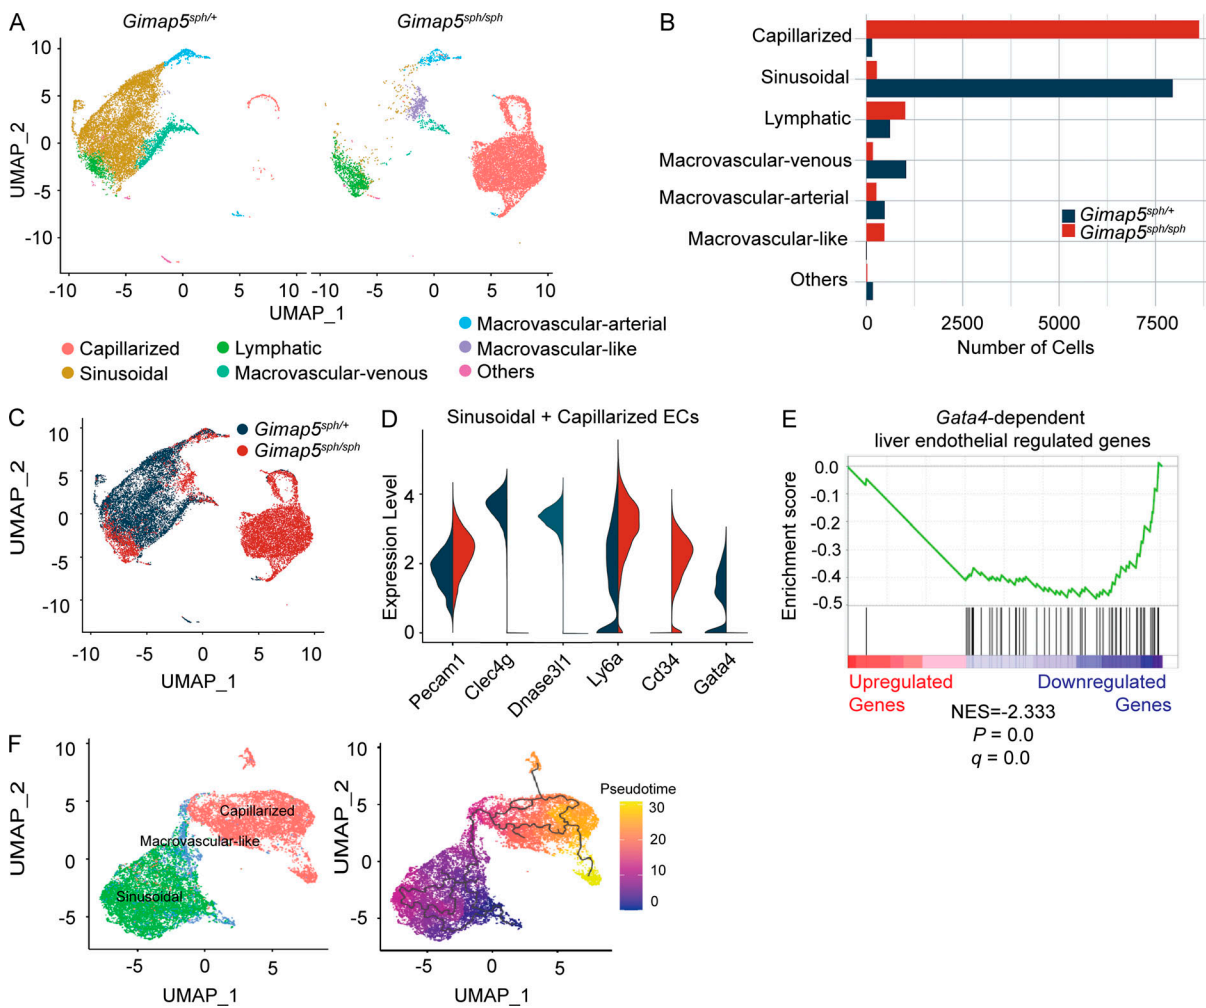 A
Gimap5sph/+
Gimap5sph/sph
UMAP_2
10
5
0
-5
-10
-10 -5 0 5 10
-10 -5 0 5 10
UMAP_1
Capillarized
Sinusoidal
Lymphatic
Macrovascular-venous
Macrovascular-arterial
Macrovascular-like
Others
B
Capillarized
Sinusoidal
Lymphatic
Macrovascular-venous
Macrovascular-arterial
Macrovascular-like
Others
Gimap5sph/+
Gimap5sph/sph
0 2500 5000 7500
Number of Cells
C
Gimap5sph/+
Gimap5sph/sph
UMAP_2
10
5
0
-5
-10
-10 -5 0 5 10
UMAP_1
D
Sinusoidal + Capillarized ECs
Expression Level
4
2
0
Pecam1
Clec4g
Dnase3l1
Ly6a
Cd34
Gata4
E
Gata4-dependent
liver endothelial regulated genes
Enrichment score
0.0
-0.1
-0.2
-0.3
-0.4
-0.5
Upregulated
Genes
Downregulated
Genes
NES=-2.333
P = 0.0
q = 0.0
F
UMAP_2
10
5
0
-5
Capillarized
Macrovascular-like
Sinusoidal
-5 0 5
UMAP_1
UMAP_2
10
5
0
-5
Pseudotime
30
20
10
0
-5 0 5
UMAP_1